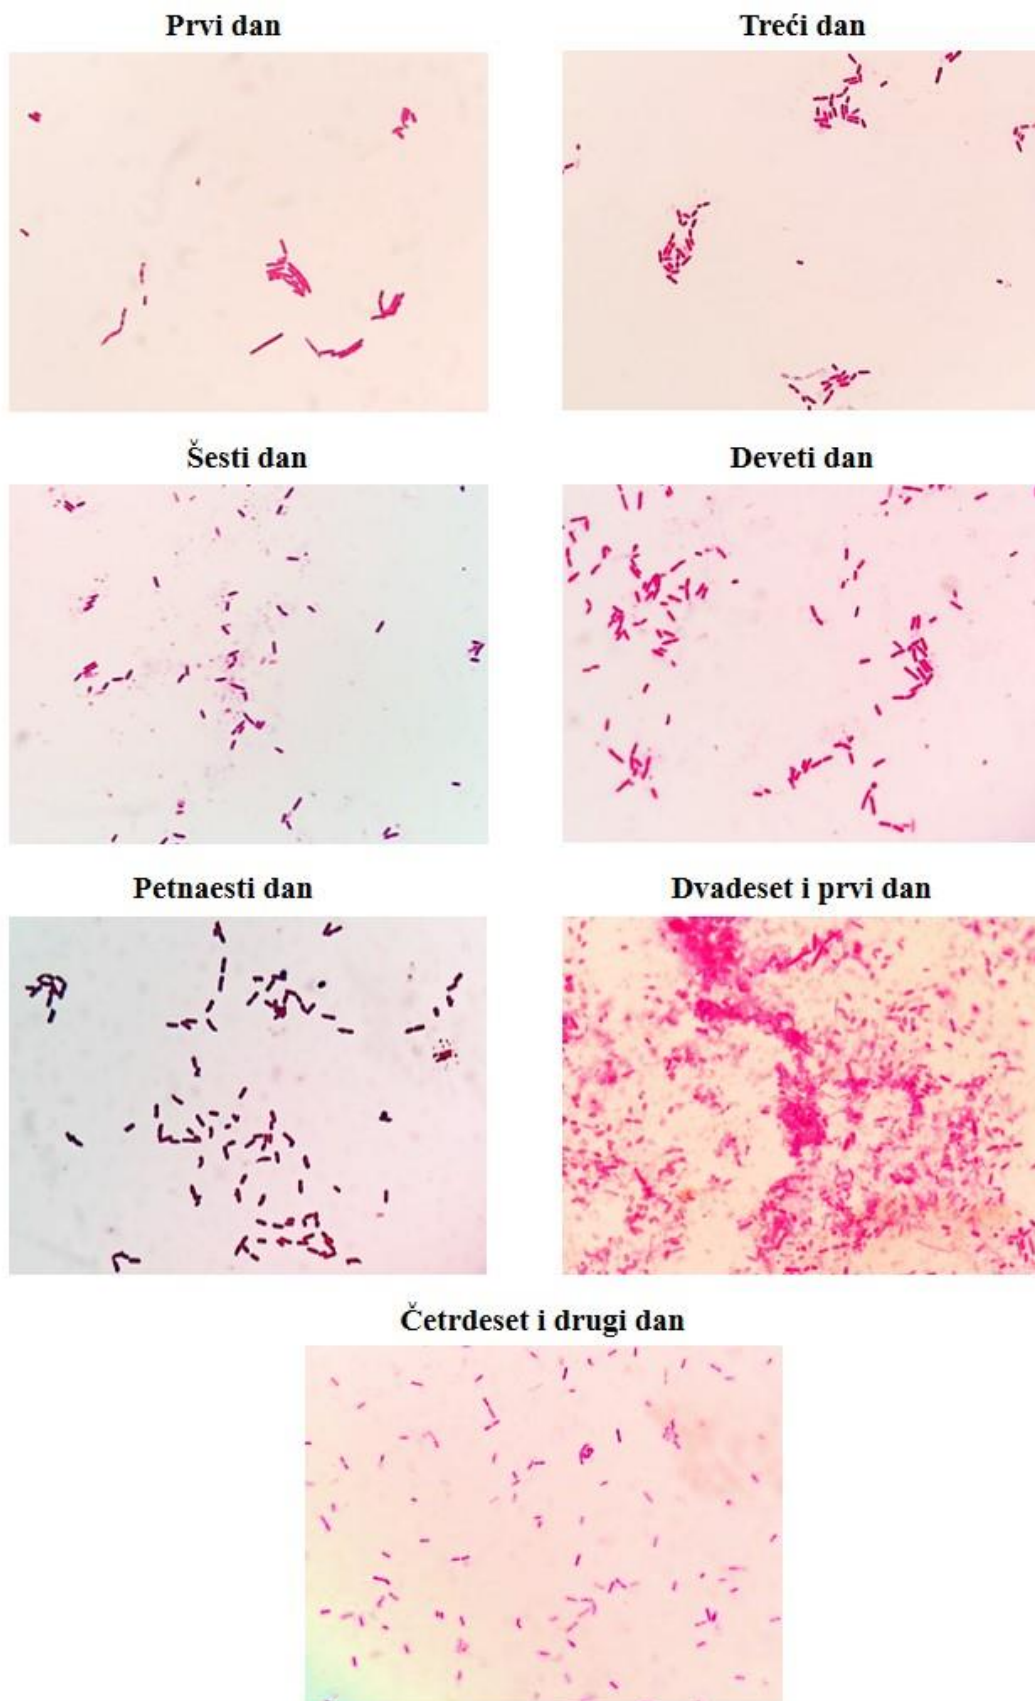 Prvi dan
Treći dan
Šesti dan
Deveti dan
Petnaesti dan
Dvadeset i prvi dan
Četrdeset i drugi dan